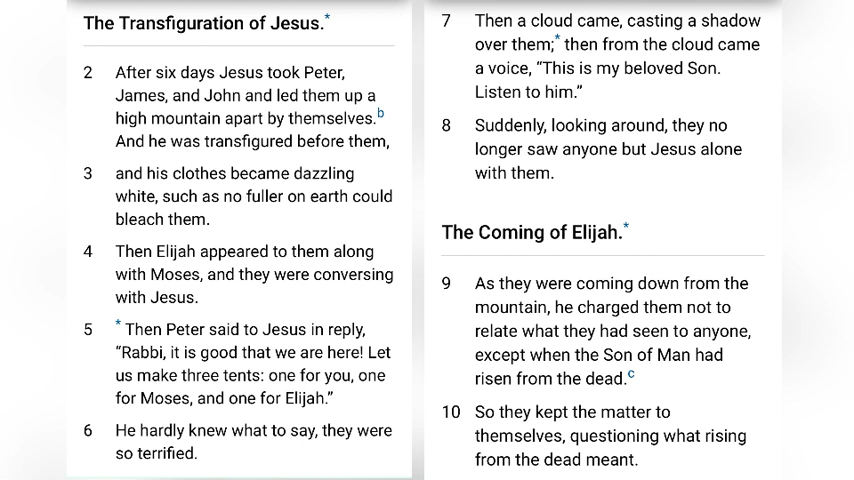 The Transfiguration of Jesus.*
2 After six days Jesus took Peter,
James, and John and led them up a
high mountain apart by themselves.b
And he was transfigured before them,
3 and his clothes became dazzling
white, such as no fuller on earth could
bleach them.
4 Then Elijah appeared to them along
with Moses, and they were conversing
with Jesus.
5 * Then Peter said to Jesus in reply,
“Rabbi, it is good that we are here! Let
us make three tents: one for you, one
for Moses, and one for Elijah.”
6 He hardly knew what to say, they were
so terrified.
7 Then a cloud came, casting a shadow
over them;* then from the cloud came
a voice, “This is my beloved Son.
Listen to him.”
8 Suddenly, looking around, they no
longer saw anyone but Jesus alone
with them.
The Coming of Elijah.*
9 As they were coming down from the
mountain, he charged them not to
relate what they had seen to anyone,
except when the Son of Man had
risen from the dead.c
10 So they kept the matter to
themselves, questioning what rising
from the dead meant.